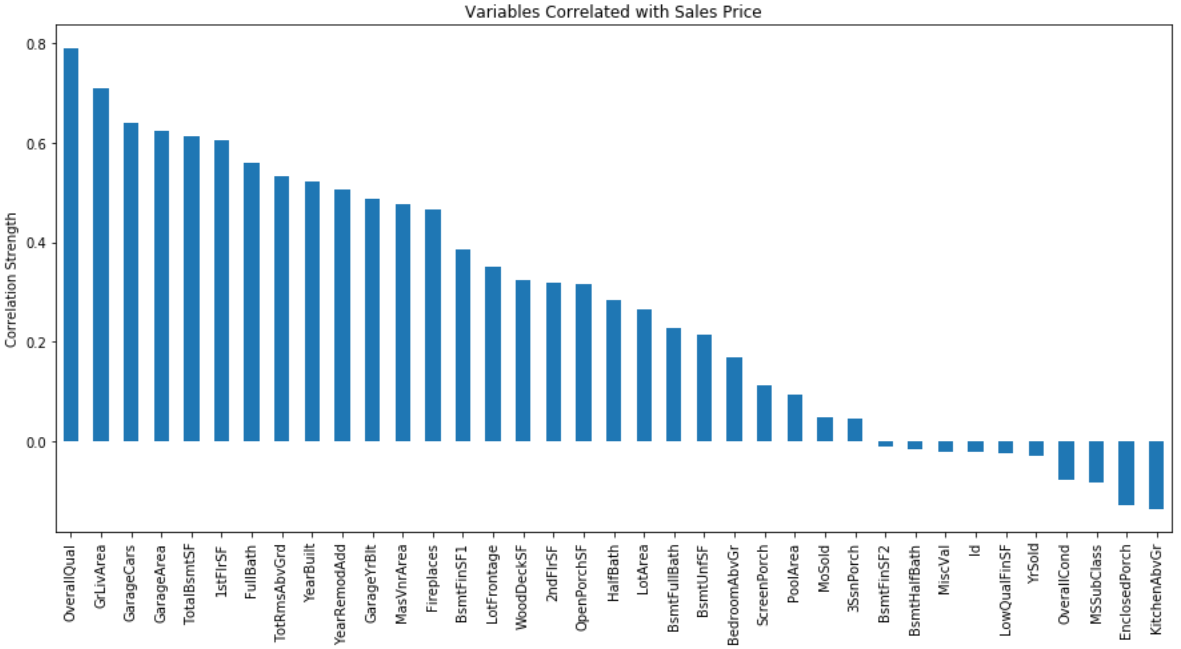 Variables Correlated with Sales Price
Correlation Strength
0.8
0.6
0.4
0.2
0.0
OverallQual
GrLivArea
GarageCars
GarageArea
TotalBsmtSF
1stFlrSF
FullBath
TotRmsAbvGrd
YearBuilt
YearRemodAdd
GarageYrBlt
MasVnrArea
Fireplaces
BsmtFinSF1
LotFrontage
WoodDeckSF
2ndFlrSF
OpenPorchSF
HalfBath
LotArea
BsmtFullBath
BsmtUnfSF
BedroomAbvGr
ScreenPorch
PoolArea
MoSold
3SsnPorch
BsmtFinSF2
BsmtHalfBath
MiscVal
Id
LowQualFinSF
YrSold
OverallCond
MSSubClass
EnclosedPorch
KitchenAbvGr